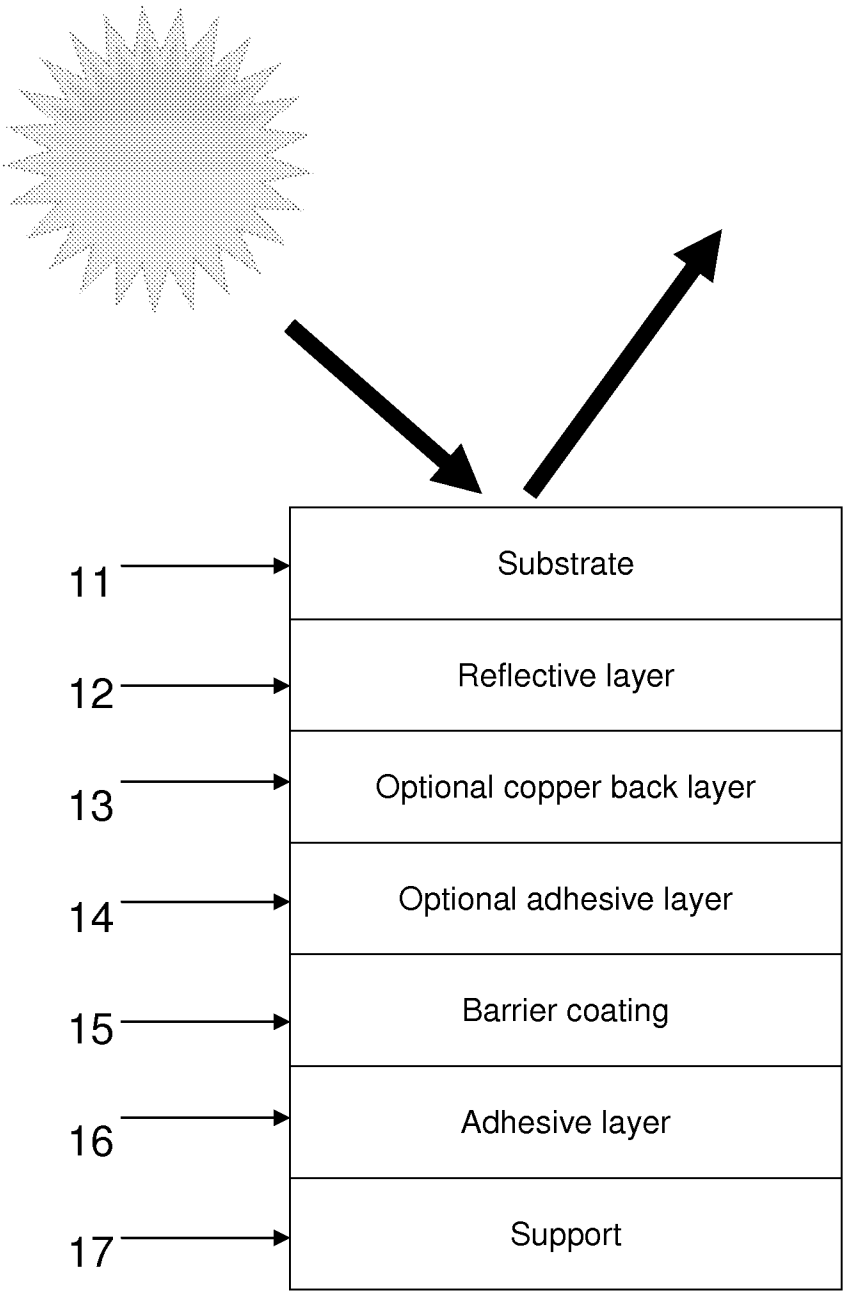 11 Substrate
12 Reflective layer
13 Optional copper back layer
14 Optional adhesive layer
15 Barrier coating
16 Adhesive layer
17 Support